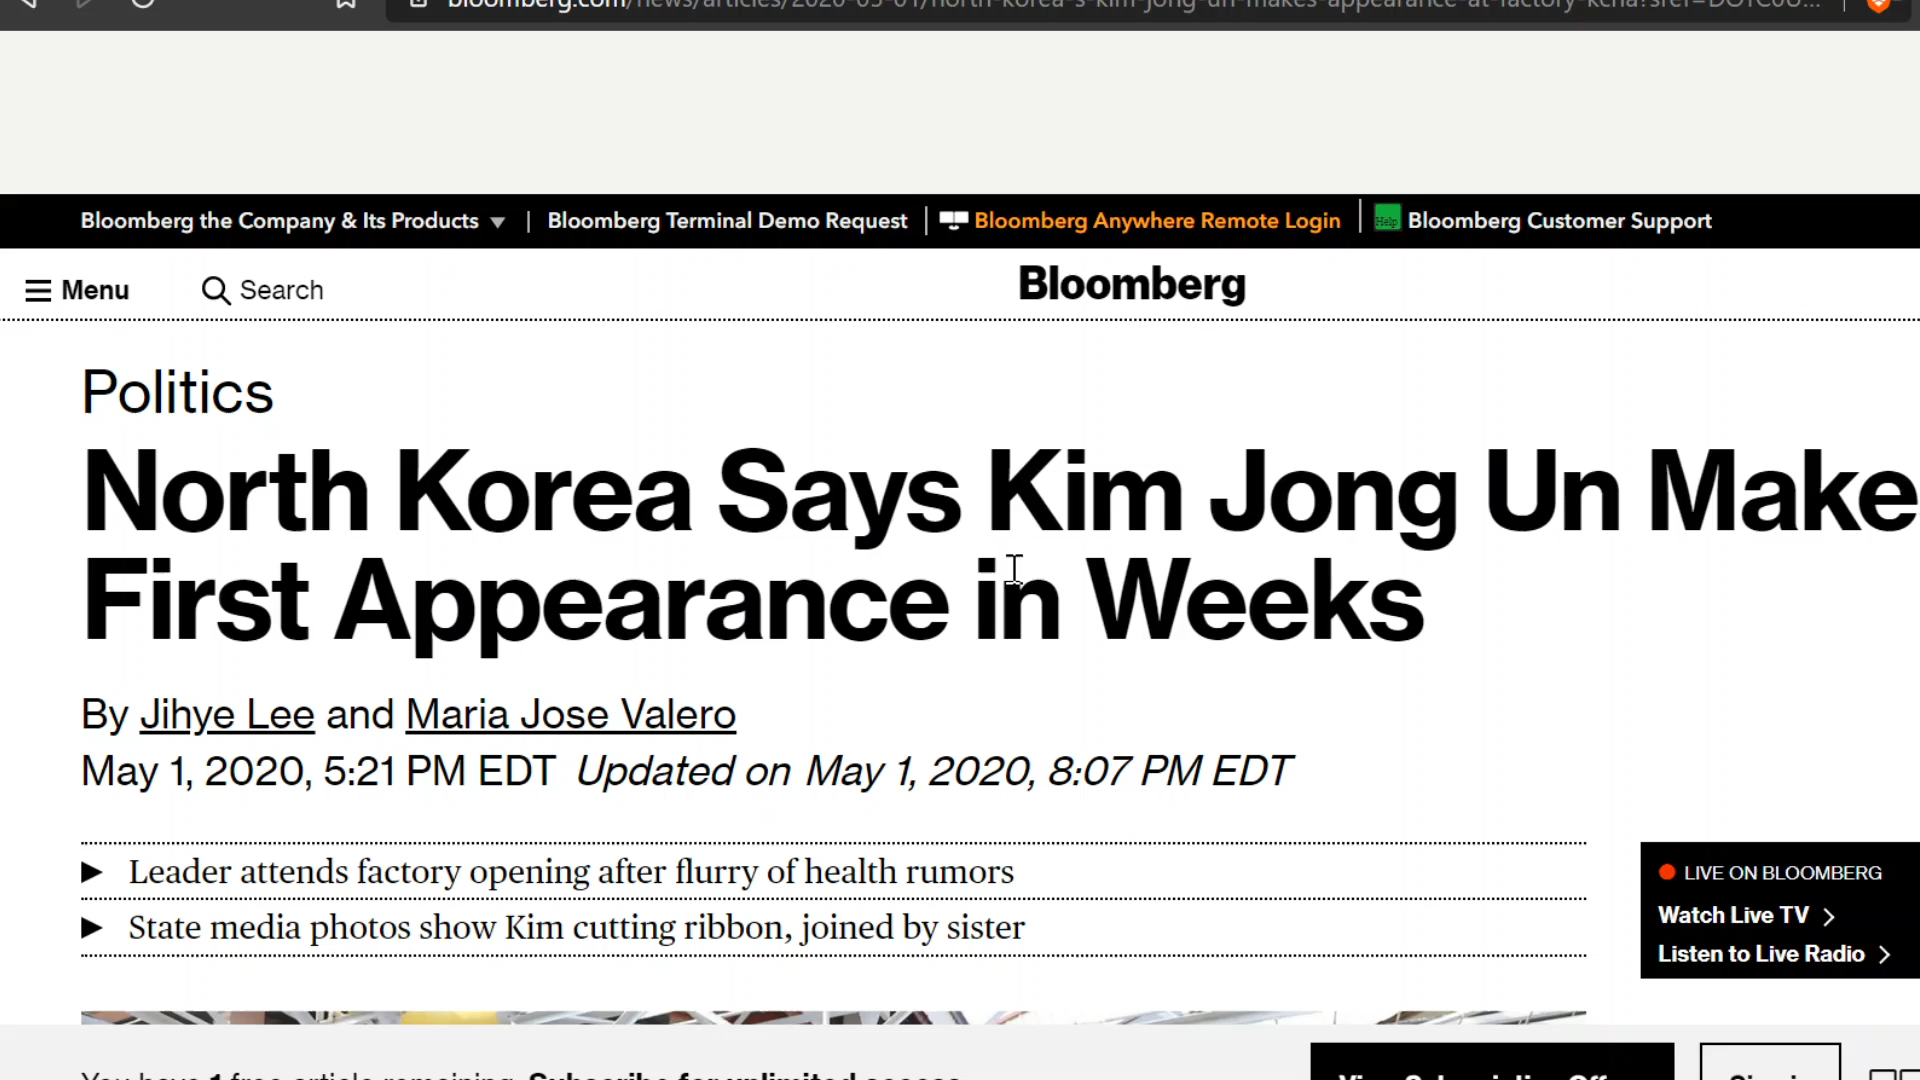 bloomberg.com/news/articles/2020-05-01/north-korea-s-kim-jong-un-makes-appearance-at-factory-kcna?sref=
Bloomberg the Company & Its Products ▼ | Bloomberg Terminal Demo Request | Bloomberg Anywhere Remote Login | Help Bloomberg Customer Support
Menu Search Bloomberg
Politics
North Korea Says Kim Jong Un Make
First Appearance in Weeks
By Jihye Lee and Maria Jose Valero
May 1, 2020, 5:21 PM EDT Updated on May 1, 2020, 8:07 PM EDT
▶ Leader attends factory opening after flurry of health rumors
▶ State media photos show Kim cutting ribbon, joined by sister
LIVE ON BLOOMBERG
Watch Live TV >
Listen to Live Radio >
You have 1 free article remaining. Subscribe for unlimited access.